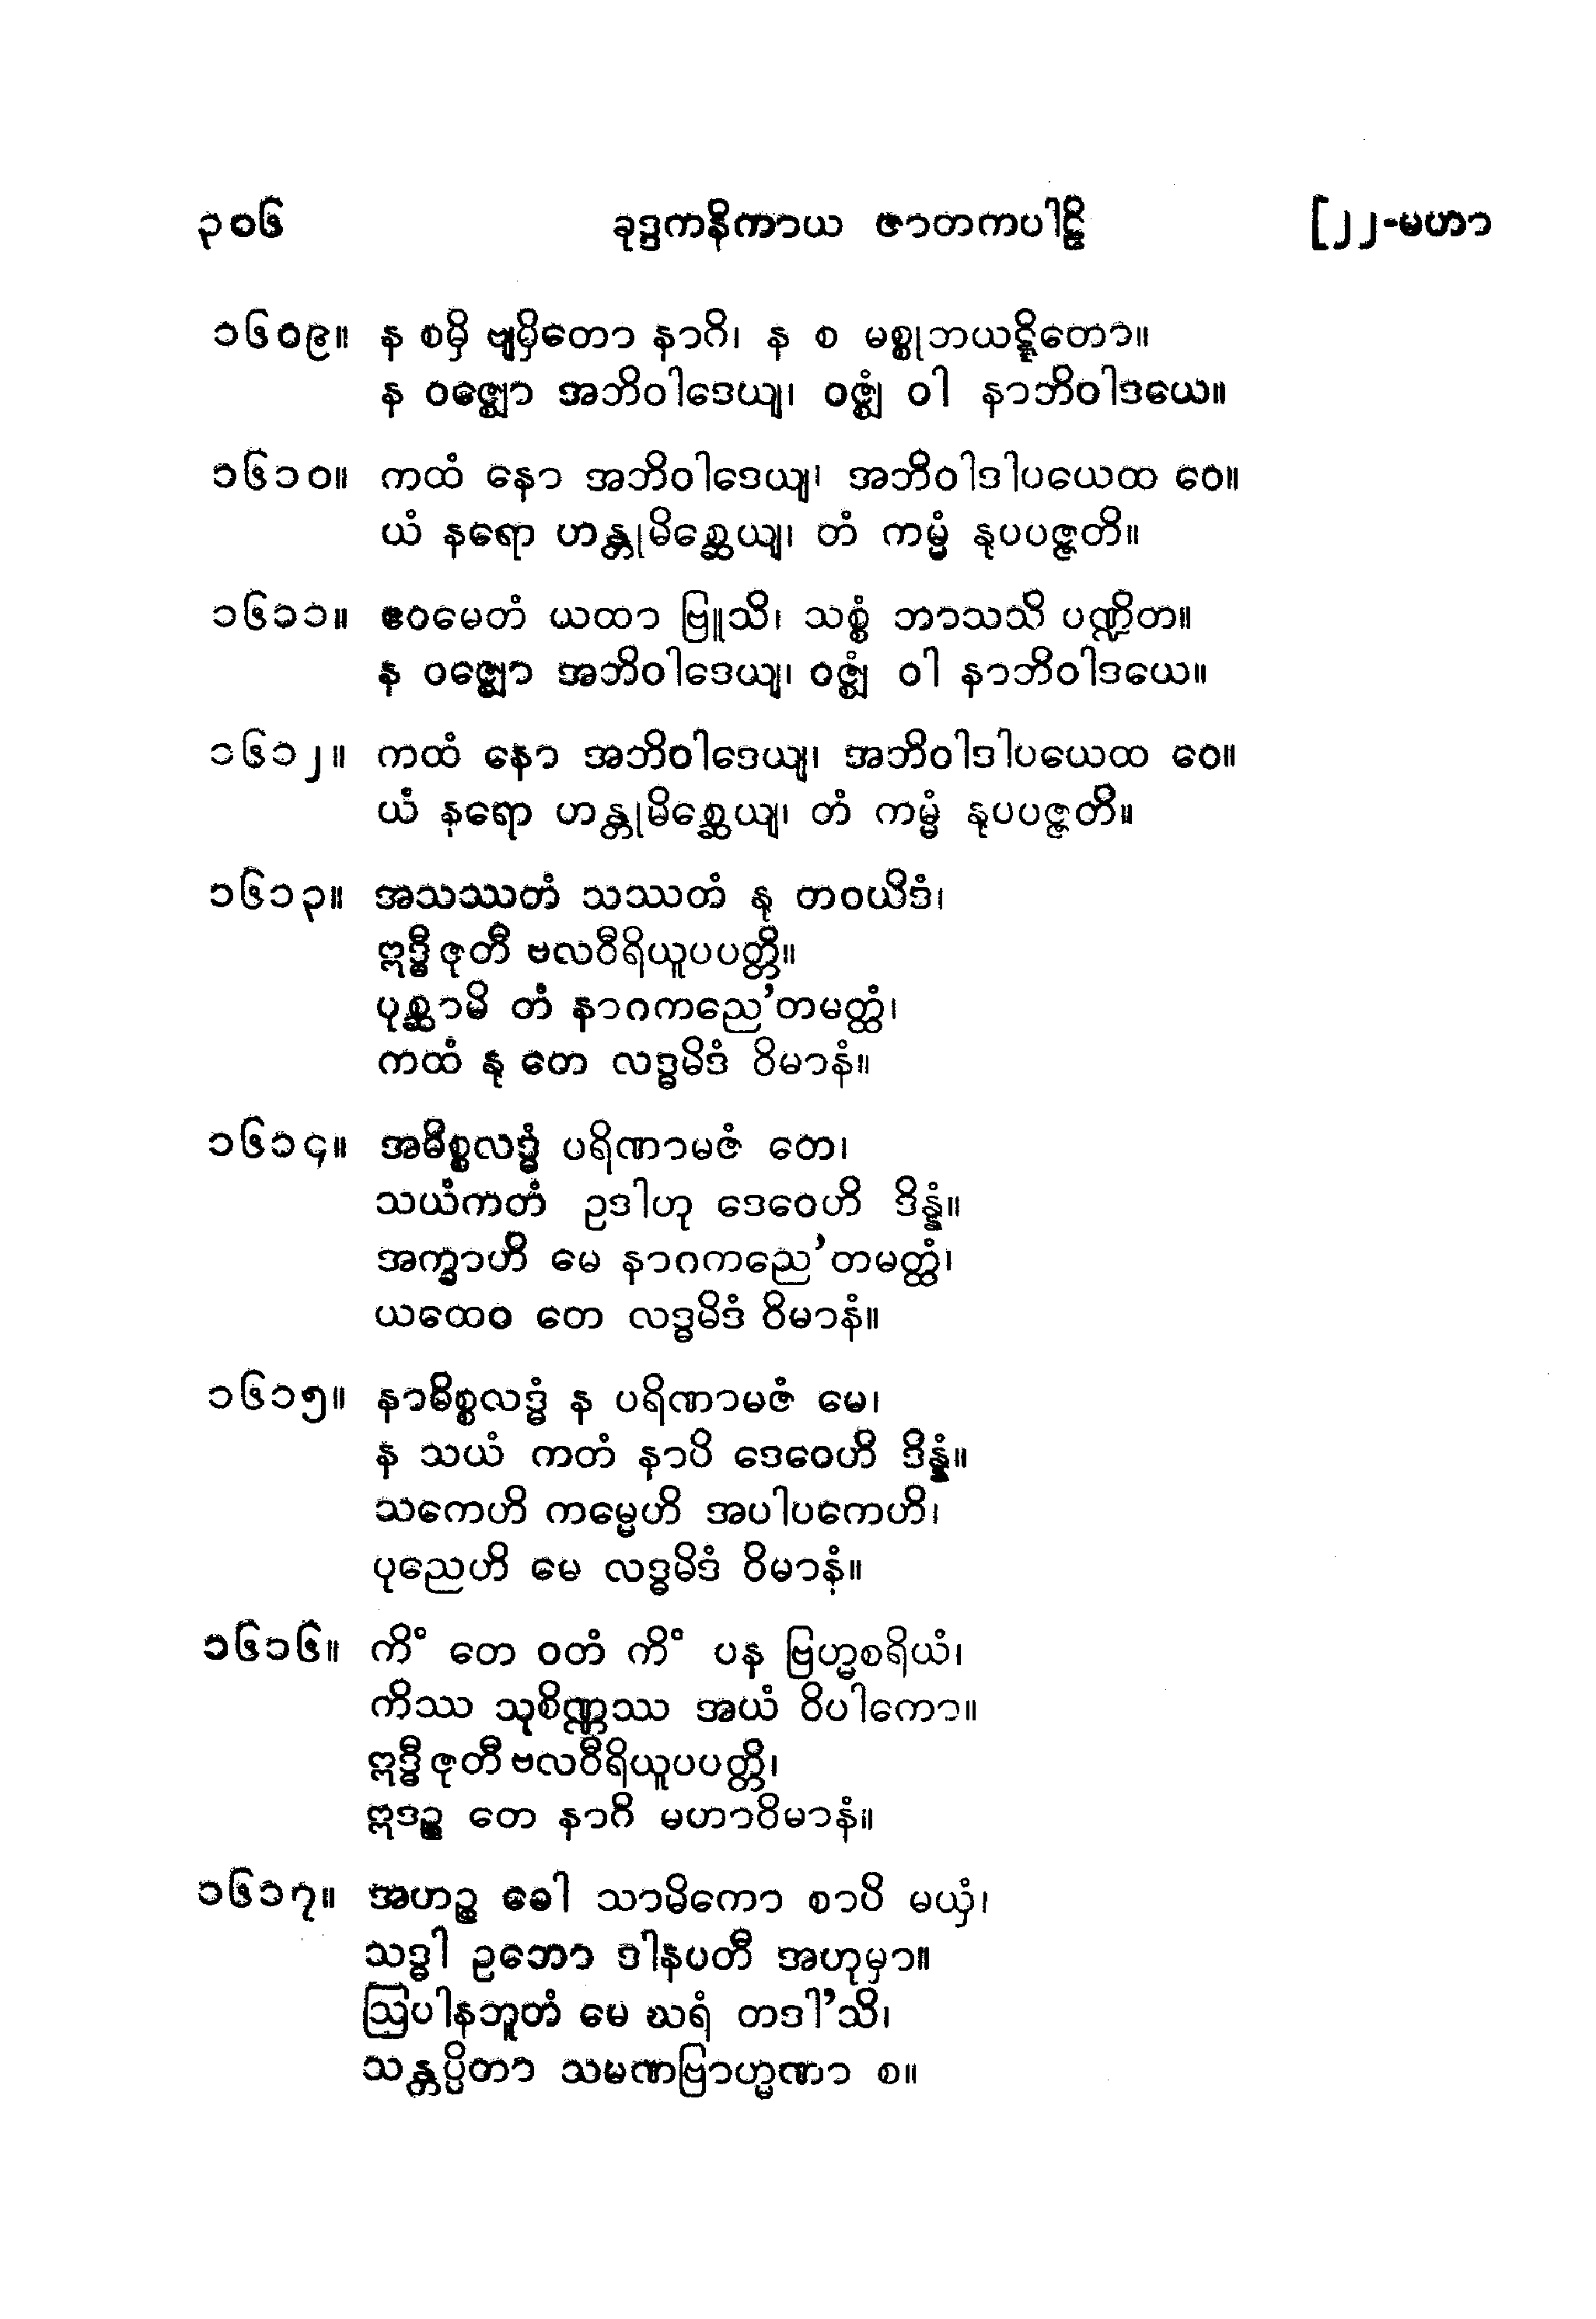 ၃၀၆ ခုဒ္ဒကနိကာယ ဇာတကပါဠိ [၂၂-မဟာ
၁၆၀၉။ န စမှိ ဗျမှိတော နာဂိ၊ န စ မစ္စုဘယဋ္ဋိတော။
န ဝဇ္ဈော အဘိဝါဒေယျ၊ ဝဇ္ဈံ ဝါ နာဘိဝါဒယေ။
၁၆၁၀။ ကထံ နော အဘိဝါဒေယျ၊ အဘိဝါဒါပယေထ ဝေ။
ယံ နရော ဟန္တုမိစ္ဆေယျ၊ တံ ကမ္မံ နုပပဇ္ဇတိ။
၁၆၁၁။ ဧဝမေတံ ယထာ ဗြူသိ၊ သစ္စံ ဘာသသိ ပဏ္ဍိတ။
န ဝဇ္ဈော အဘိဝါဒေယျ၊ ဝဇ္ဈံ ဝါ နာဘိဝါဒယေ။
၁၆၁၂။ ကထံ နော အဘိဝါဒေယျ၊ အဘိဝါဒါပယေထ ဝေ။
ယံ နရော ဟန္တုမိစ္ဆေယျ၊ တံ ကမ္မံ နုပပဇ္ဇတိ။
၁၆၁၃။ အသဿတံ သဿတံ နု တဝယိဒံ၊
ဣဒ္ဓီ ဇုတီ ဗလဝီရိယူပပတ္တိ။
ပုစ္ဆာမိ တံ နာဂကညေ’တမတ္ထံ၊
ကထံ နု တေ လဒ္ဓမိဒံ ဝိမာနံ။
၁၆၁၄။ အဓိစ္စလဒ္ဓံ ပရိဏာမဇံ တေ၊
သယံကတံ ဥဒါဟု ဒေဝေဟိ ဒိန္နံ။
အက္ခာဟိ မေ နာဂကညေ’တမတ္ထံ၊
ယထေဝ တေ လဒ္ဓမိဒံ ဝိမာနံ။
၁၆၁၅။ နာဓိစ္စလဒ္ဓံ န ပရိဏာမဇံ မေ၊
န သယံ ကတံ နာပိ ဒေဝေဟိ ဒိန္နံ။
သကေဟိ ကမ္မေဟိ အပါပကေဟိ၊
ပုညေဟိ မေ လဒ္ဓမိဒံ ဝိမာနံ။
၁၆၁၆။ ကိံ တေ ဝတံ ကိံ ပန ဗြဟ္မစရိယံ၊
ကိဿ သုစိဏ္ဏဿ အယံ ဝိပါကော။
ဣဒ္ဓီ ဇုတီ ဗလဝီရိယူပပတ္တိ၊
ဣဒဉ္စ တေ နာဂိ မဟာဝိမာနံ။
၁၆၁၇။ အဟဉ္စ ခေါ သာမိကော စာပိ မယှံ၊
သဒ္ဓါ ဥဘော ဒါနပတီ အဟုမှာ။
ဩပါနဘူတံ မေ ဃရံ တဒါ’သိ၊
သန္တပ္ပိတာ သမဏဗြာဟ္မဏာ စ။